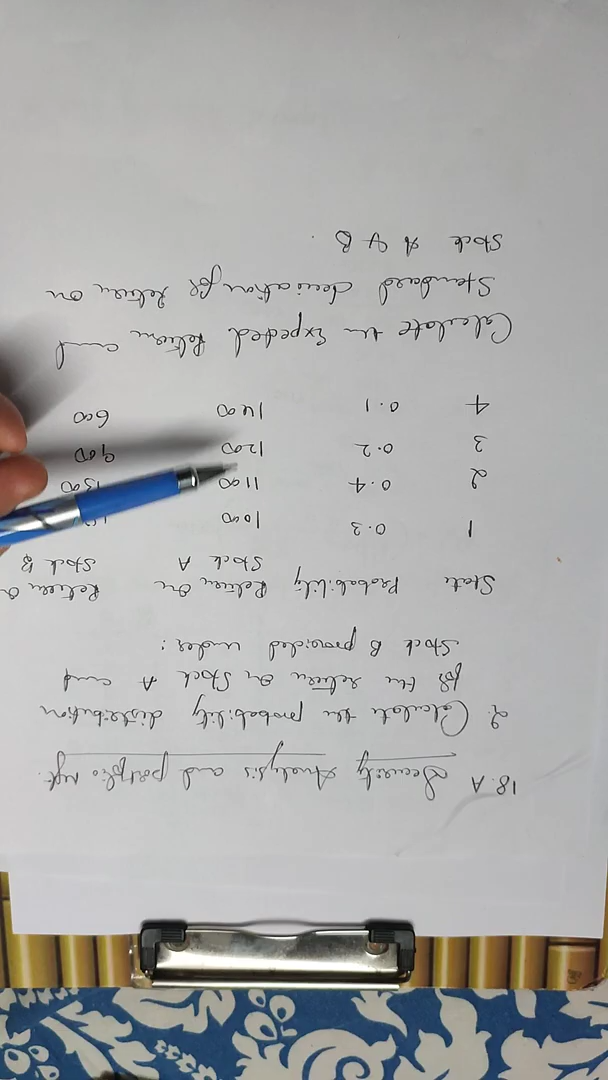 18.A Security Analysis and portfolio Mgt.
2. Calculate the probability distribution
for the return on Stock A and
Stock B provided under:
State Probability Return on Return on
Stock A Stock B
1 0.3 1000
2 0.4 1100 1300
3 0.2 1200 900
4 0.1 1400 600
Calculate the Expected Return and
Standard deviation for Return on
Stock A & B.